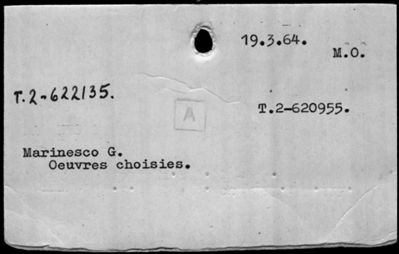 19.3.64.
M.O.
T.2-622135.
T.2-620955.
A
Marinesco G.
Oeuvres choisies.